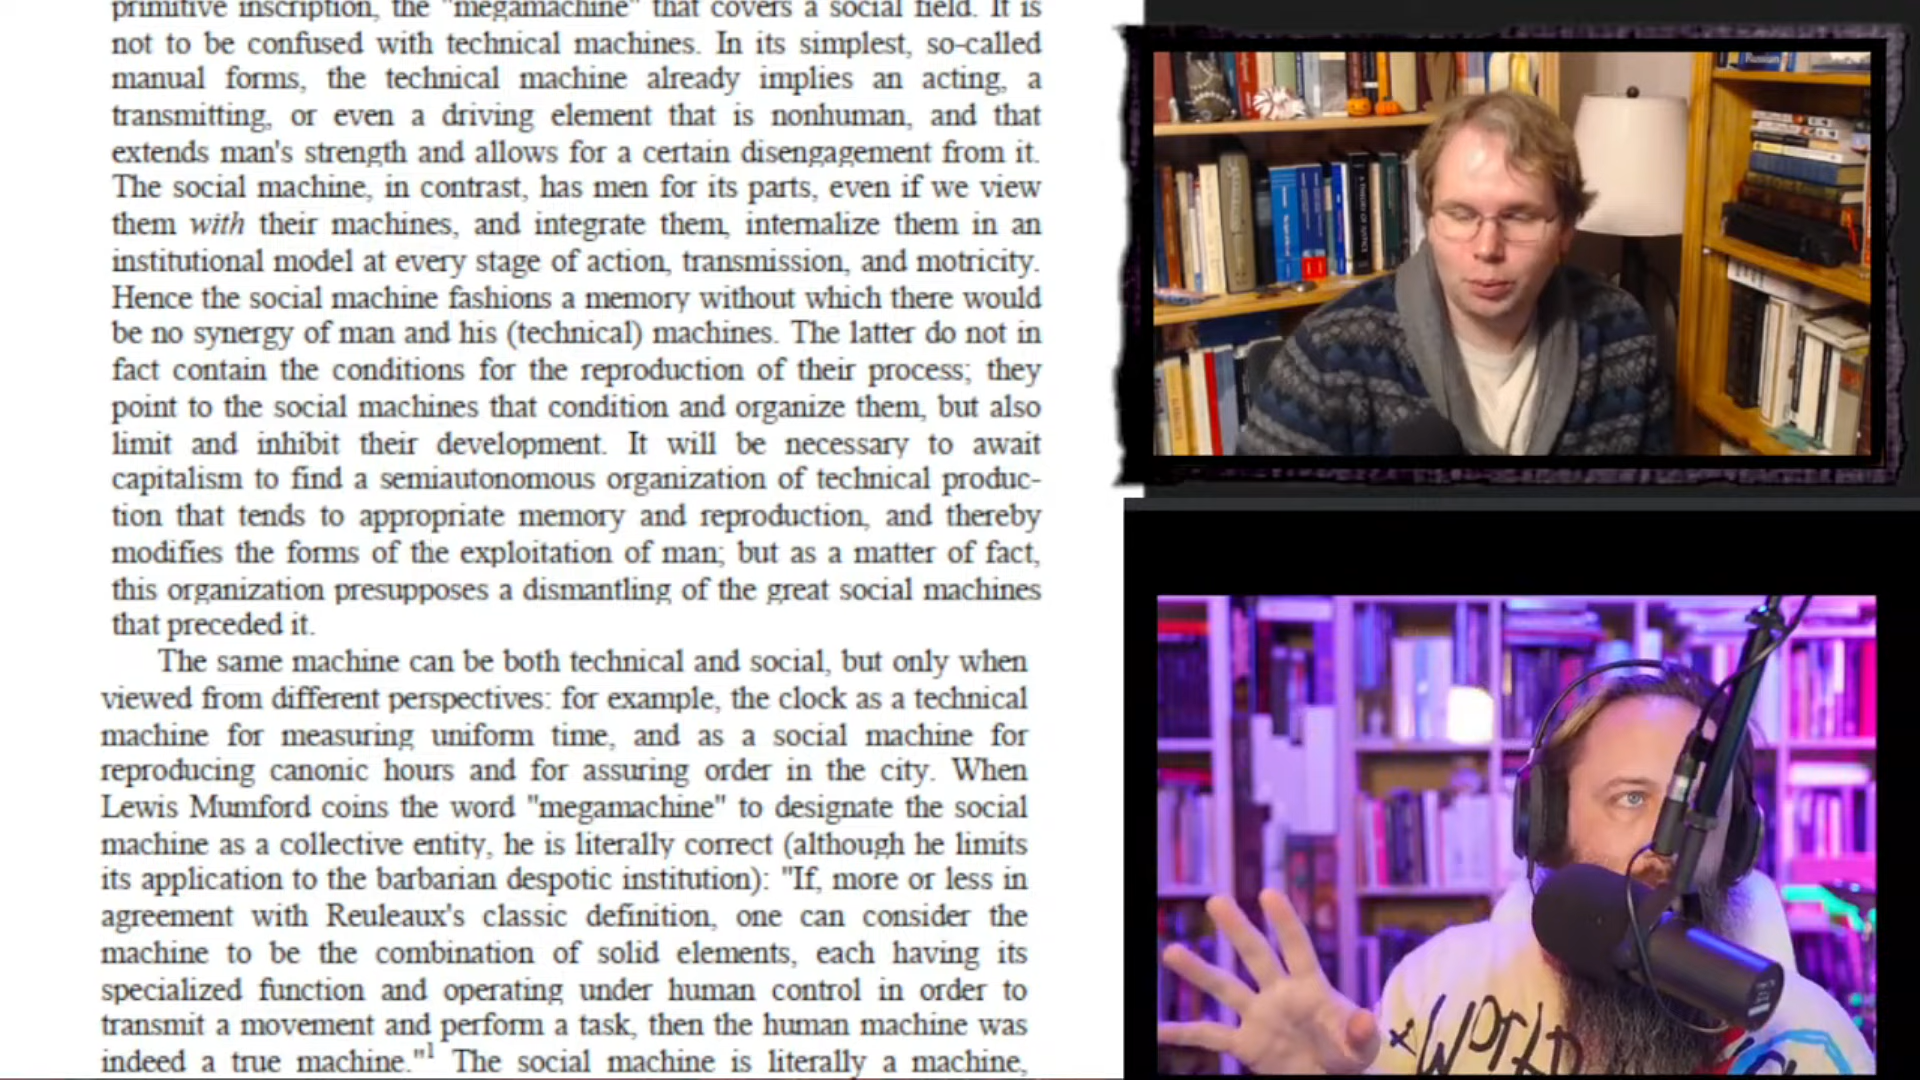 primitive inscription, the "megamachine" that covers a social field. It is
not to be confused with technical machines. In its simplest, so-called
manual forms, the technical machine already implies an acting, a
transmitting, or even a driving element that is nonhuman, and that
extends man's strength and allows for a certain disengagement from it.
The social machine, in contrast, has men for its parts, even if we view
them with their machines, and integrate them, internalize them in an
institutional model at every stage of action, transmission, and motricity.
Hence the social machine fashions a memory without which there would
be no synergy of man and his (technical) machines. The latter do not in
fact contain the conditions for the reproduction of their process; they
point to the social machines that condition and organize them, but also
limit and inhibit their development. It will be necessary to await
capitalism to find a semiautonomous organization of technical produc-
tion that tends to appropriate memory and reproduction, and thereby
modifies the forms of the exploitation of man; but as a matter of fact,
this organization presupposes a dismantling of the great social machines
that preceded it.
The same machine can be both technical and social, but only when
viewed from different perspectives: for example, the clock as a technical
machine for measuring uniform time, and as a social machine for
reproducing canonic hours and for assuring order in the city. When
Lewis Mumford coins the word "megamachine" to designate the social
machine as a collective entity, he is literally correct (although he limits
its application to the barbarian despotic institution): "If, more or less in
agreement with Reuleaux's classic definition, one can consider the
machine to be the combination of solid elements, each having its
specialized function and operating under human control in order to
transmit a movement and perform a task, then the human machine was
indeed a true machine."1 The social machine is literally a machine,
Russian
A THEORY OF JUSTICE
WORLD